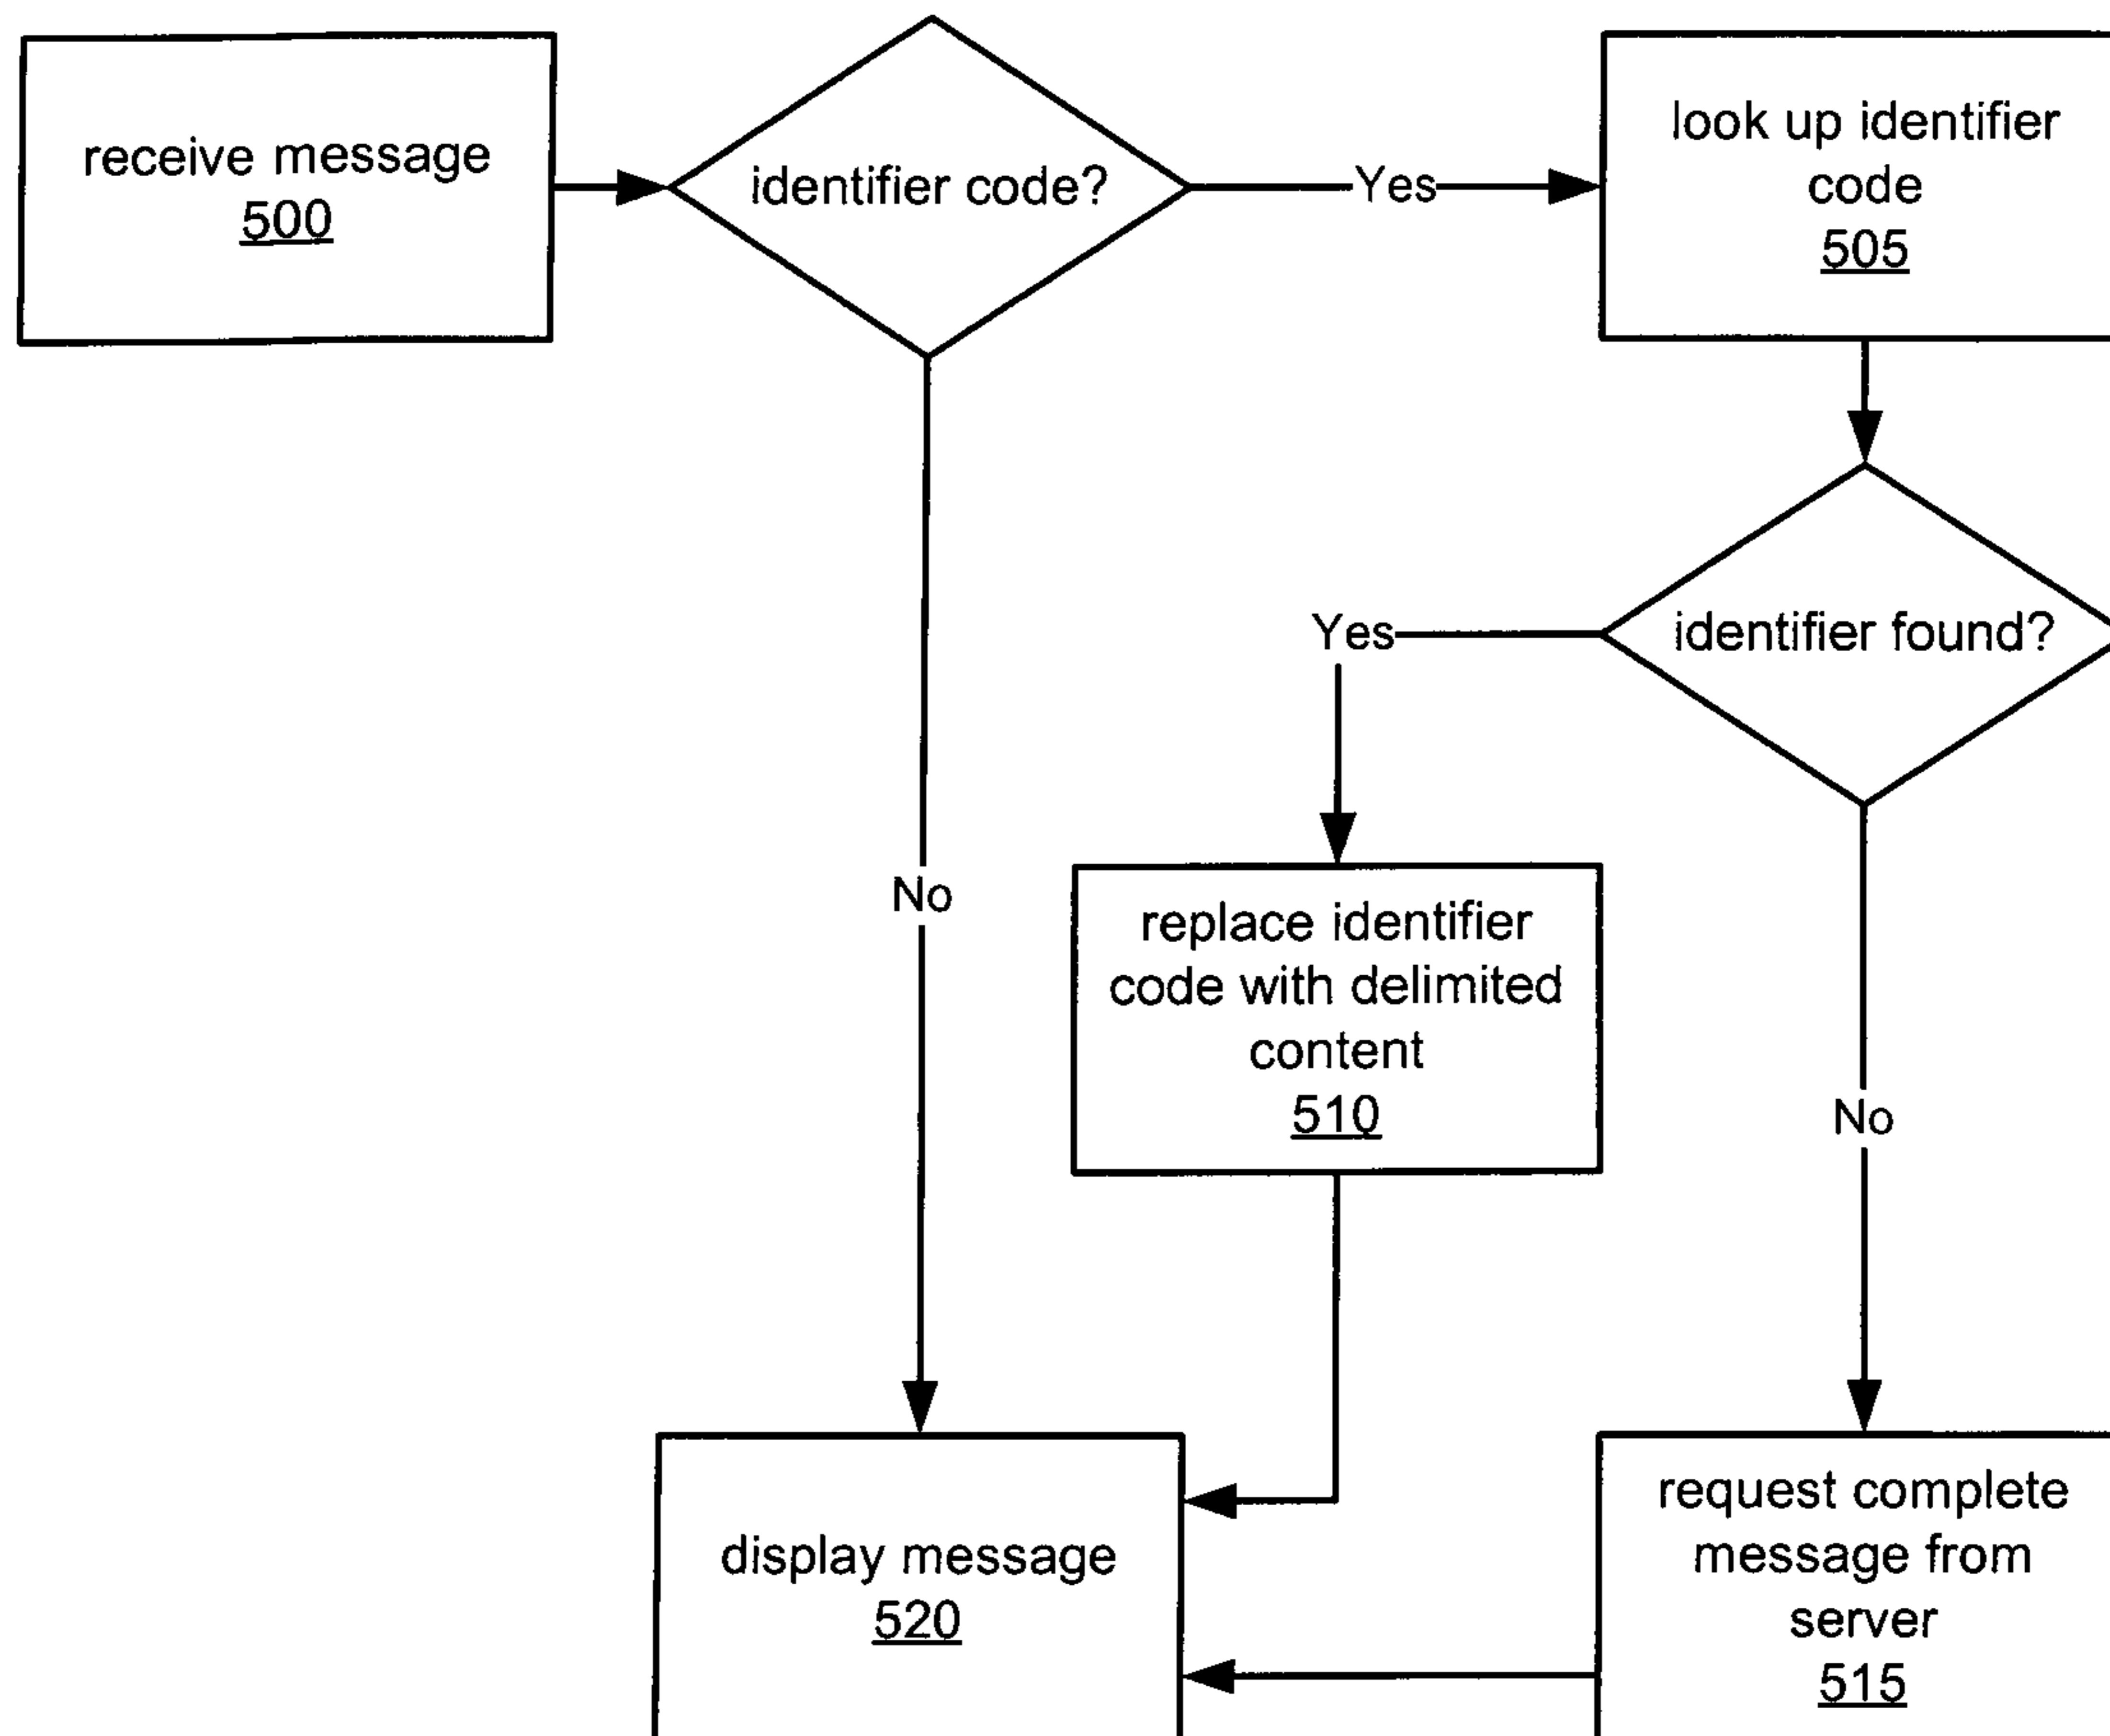 receive message
500
identifier code?
Yes
look up identifier
code
505
identifier found?
Yes
No
replace identifier
code with delimited
content
510
No
display message
520
request complete
message from
server
515